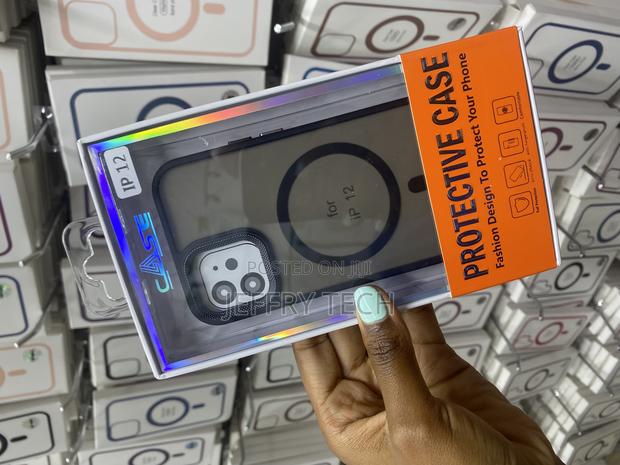 IP 12
CASE
for
iP 12
PROTECTIVE CASE
Fashion Design To Protect Your Phone
POSTED ON JIJI
JEFFRY TECH